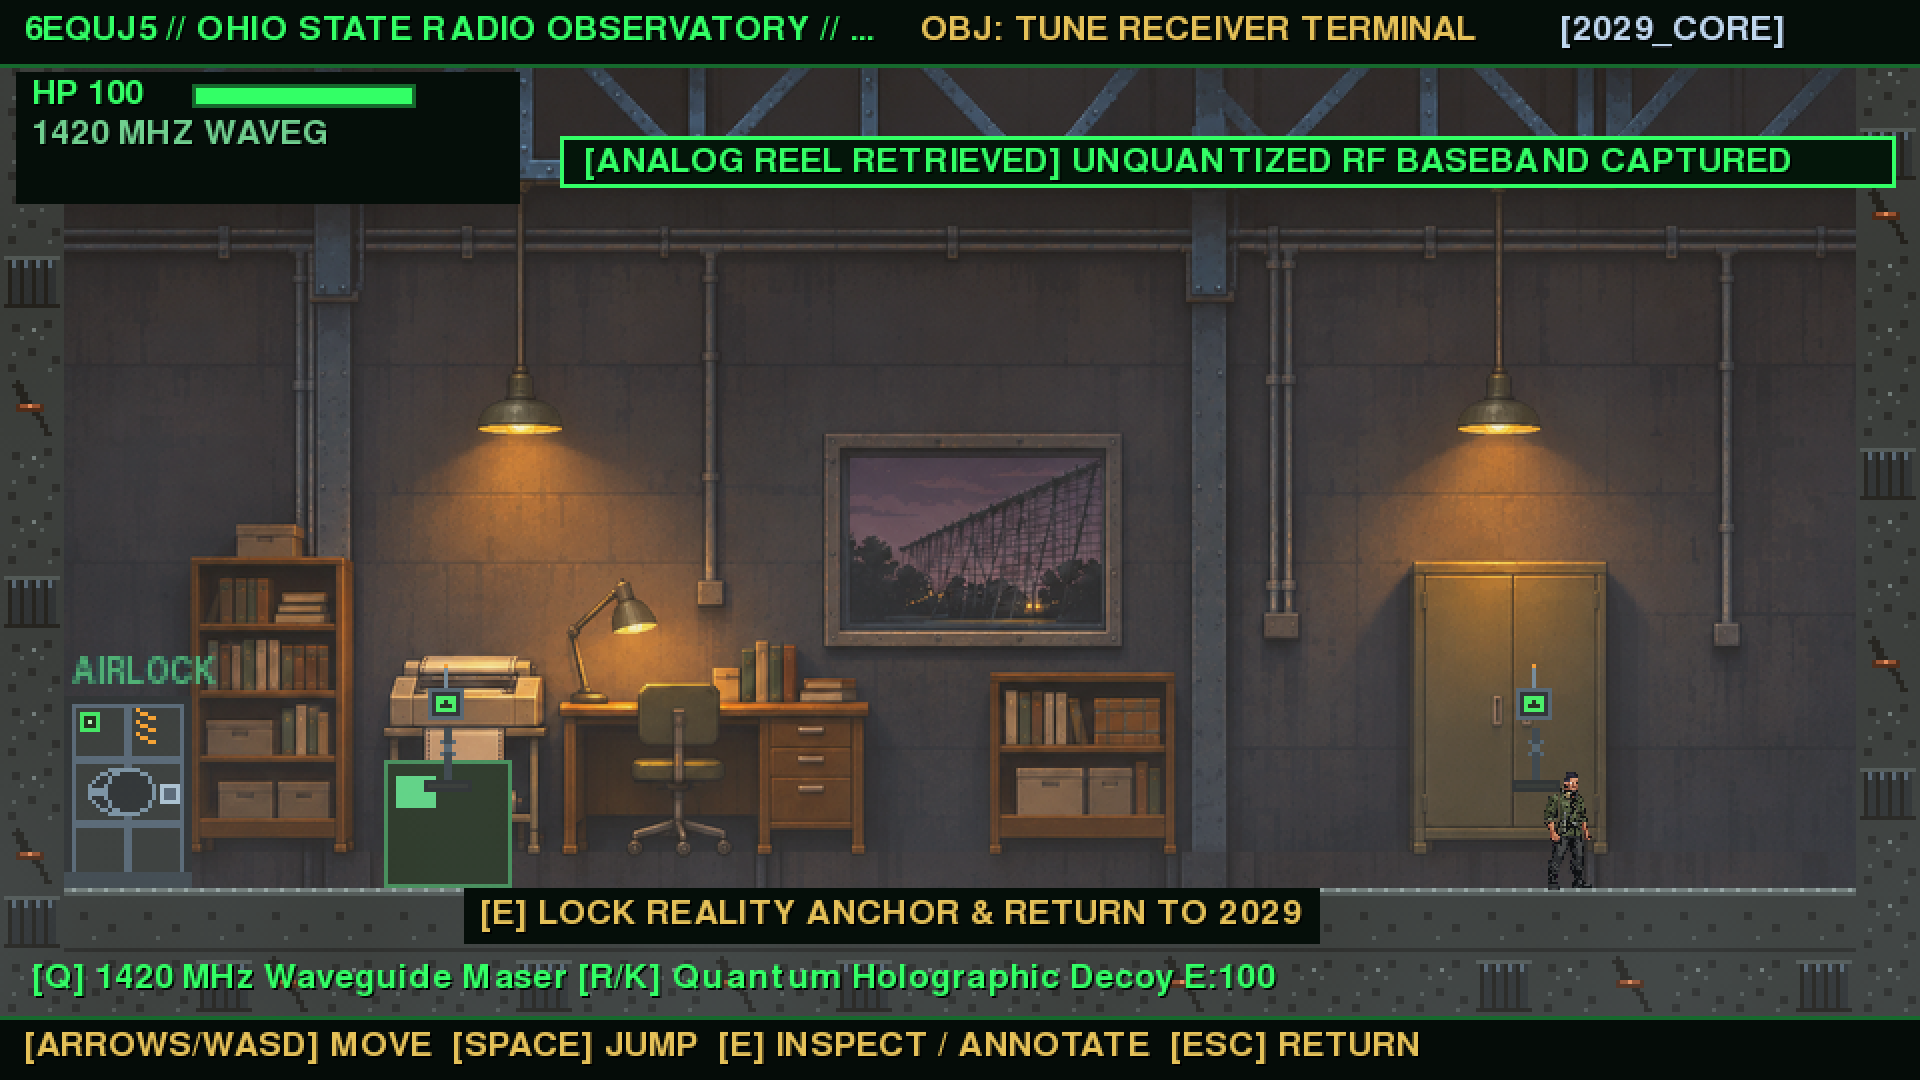 6EQUJ5 // OHIO STATE RADIO OBSERVATORY // ... OBJ: TUNE RECEIVER TERMINAL [2029_CORE]
HP 100
1420 MHZ WAVEG
[ANALOG REEL RETRIEVED] UNQUANTIZED RF BASEBAND CAPTURED
AIRLOCK
[E] LOCK REALITY ANCHOR & RETURN TO 2029
[Q] 1420 MHz Waveguide Maser [R/K] Quantum Holographic Decoy E:100
[ARROWS/WASD] MOVE [SPACE] JUMP [E] INSPECT / ANNOTATE [ESC] RETURN